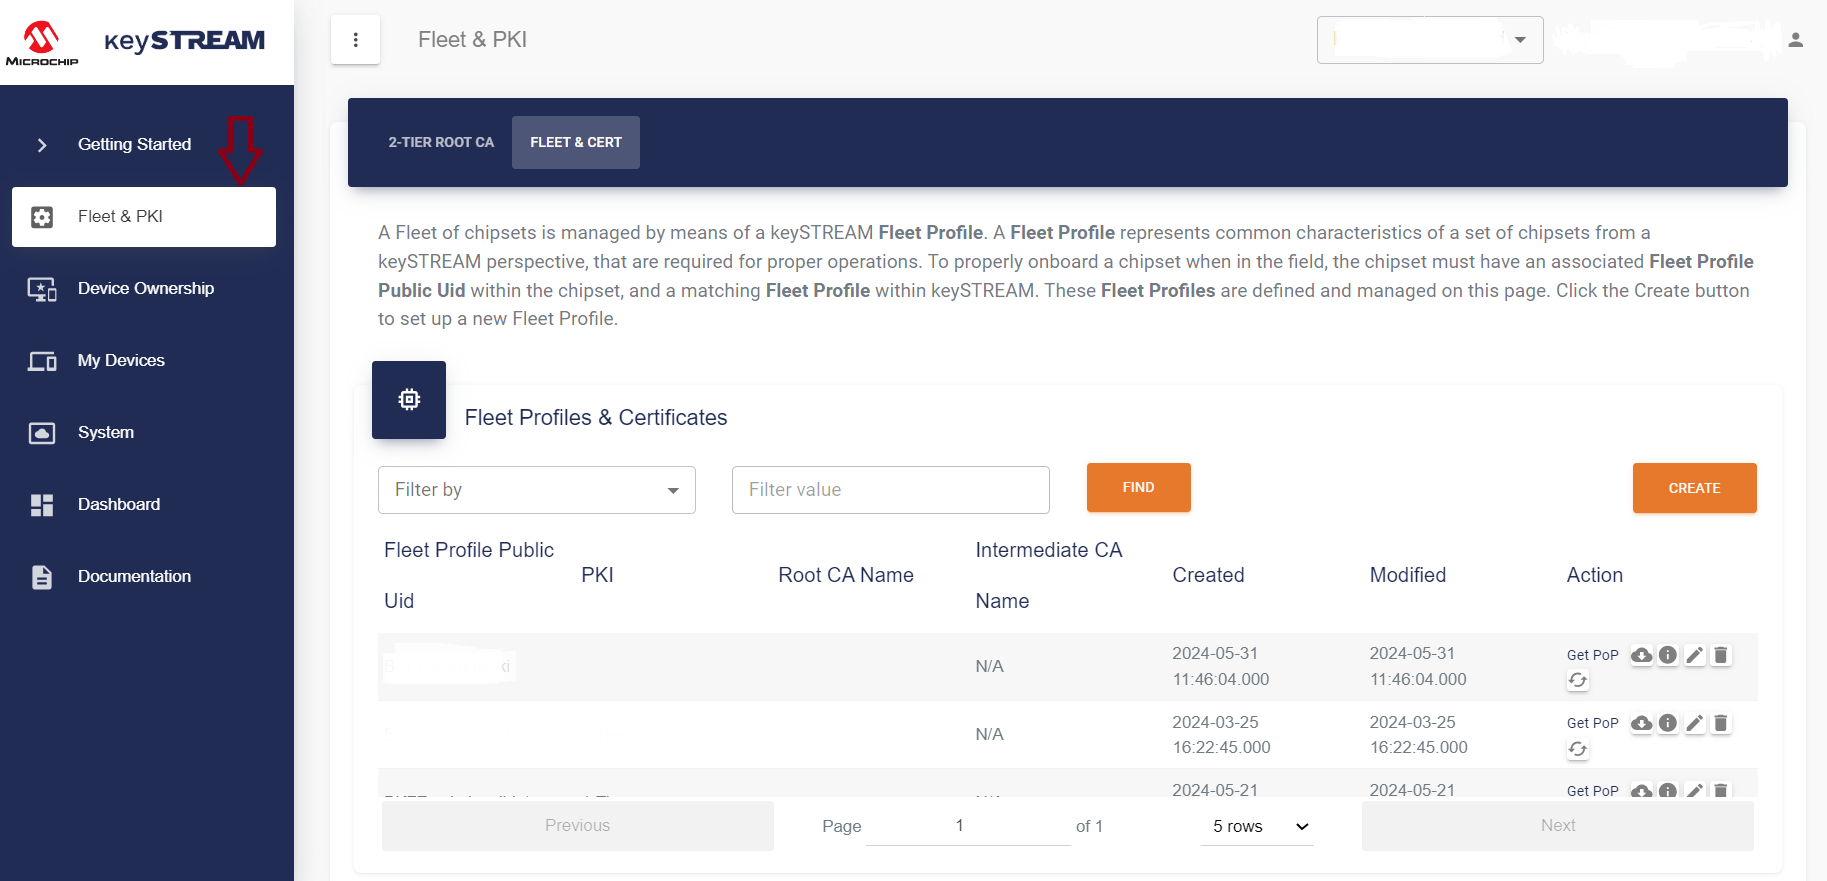 MICROCHIP
keySTREAM
Fleet & PKI
Getting Started
Fleet & PKI
Device Ownership
My Devices
System
Dashboard
Documentation
2-TIER ROOT CA
FLEET & CERT
A Fleet of chipsets is managed by means of a keySTREAM Fleet Profile. A Fleet Profile represents common characteristics of a set of chipsets from a
keySTREAM perspective, that are required for proper operations. To properly onboard a chipset when in the field, the chipset must have an associated Fleet Profile
Public Uid within the chipset, and a matching Fleet Profile within keySTREAM. These Fleet Profiles are defined and managed on this page. Click the Create button
to set up a new Fleet Profile.
Fleet Profiles & Certificates
Filter by
Filter value
FIND
CREATE
Fleet Profile Public
Uid
PKI
Root CA Name
Intermediate CA
Name
Created
Modified
Action
N/A
2024-05-31
11:46:04.000
2024-05-31
11:46:04.000
Get PoP
N/A
2024-03-25
16:22:45.000
2024-03-25
16:22:45.000
Get PoP
2024-05-21
2024-05-21
Get PoP
Previous
Page 1 of 1
5 rows
Next